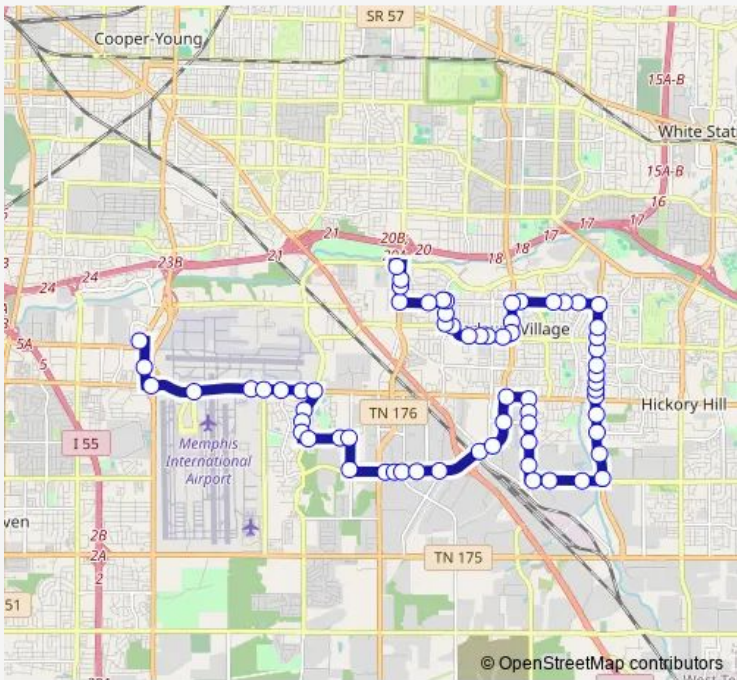 SR 57
Cooper-Young
15A-B
White Stat
15A-B
16
17
17
17
18
18
21
20B
20
21
23B
21
24
24
5A
5
Village
Hickory Hill
TN 176
Memphis
International
Airport
I 55
ven
2B
2A
2
TN 175
51
© OpenStreetMap contributors